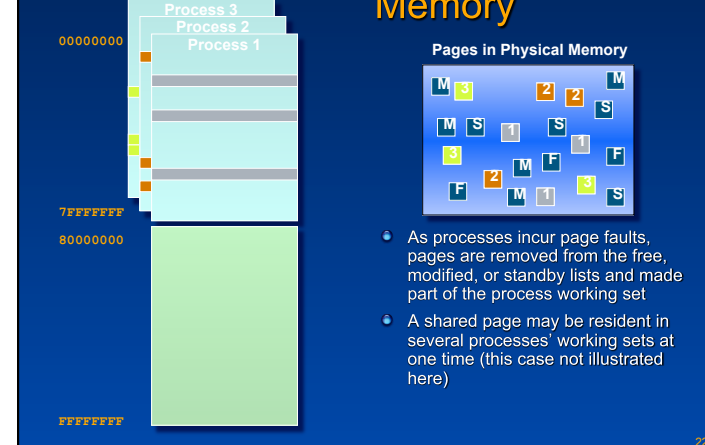 Memory
Process 3
Process 2
Process 1
00000000
7FFFFFFF
80000000
FFFFFFFF
Pages in Physical Memory
M
3
2
2
M
S
M
S
1
S
1
3
M
F
F
F
2
M
1
3
S
As processes incur page faults,
pages are removed from the free,
modified, or standby lists and made
part of the process working set
A shared page may be resident in
several processes’ working sets at
one time (this case not illustrated
here)
22